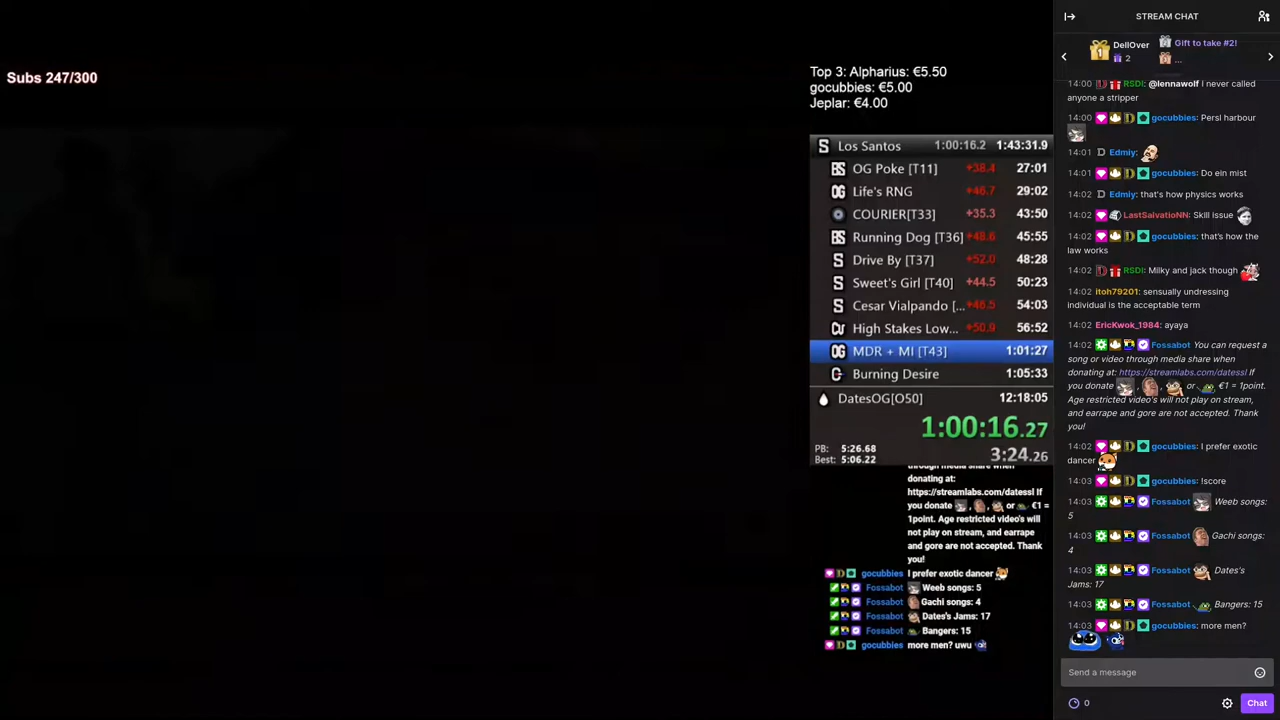 Subs 247/300
Top 3: Alpharius: €5.50
gocubbies: €5.00
Jeplar: €4.00
Los Santos 1:00:16.2 1:43:31.9
OG Poke [T11] +38.4 27:01
Life's RNG +46.7 29:02
COURIER[T33] +35.3 43:50
Running Dog [T36] +48.6 45:55
Drive By [T37] +52.0 48:28
Sweet's Girl [T40] +44.5 50:23
Cesar Vialpando [... +46.5 54:03
High Stakes Low... +50.9 56:52
MDR + MI [T43] 1:01:27
Burning Desire 1:05:33
DatesOG[O50] 12:18:05
1:00:16.27
PB: 5:26.68
Best: 5:06.22
3:24.26
through media share when
donating at:
https://streamlabs.com/datessl If
you donate , , or €1 =
1point. Age restricted video's will
not play on stream, and earrape
and gore are not accepted. Thank
you!
gocubbies I prefer exotic dancer
Fossabot Weeb songs: 5
Fossabot Gachi songs: 4
Fossabot Dates's Jams: 17
Fossabot Bangers: 15
gocubbies more men? uwu
STREAM CHAT
DellOver
2
Gift to take #2!
...
14:00 RSDI: @lennawolf I never called
anyone a stripper
14:00 gocubbies: Persl harbour
14:01 Edmiy:
14:01 gocubbies: Do ein mist
14:02 Edmiy: that's how physics works
14:02 LastSalvatioNN: Skill issue
14:02 gocubbies: that's how the
law works
14:02 RSDI: Milky and jack though
14:02 itoh79201: sensually undressing
individual is the acceptable term
14:02 EricKwok_1984: ayaya
14:02 Fossabot You can request a
song or video through media share when
donating at: https://streamlabs.com/datessl If
you donate or €1 = 1point.
Age restricted video's will not play on stream,
and earrape and gore are not accepted. Thank
you!
14:02 gocubbies: I prefer exotic
dancer
14:03 gocubbies: !score
14:03 Fossabot Weeb songs:
5
14:03 Fossabot Gachi songs:
4
14:03 Fossabot Dates's
Jams: 17
14:03 Fossabot Bangers: 15
14:03 gocubbies: more men?
Send a message
0
Chat